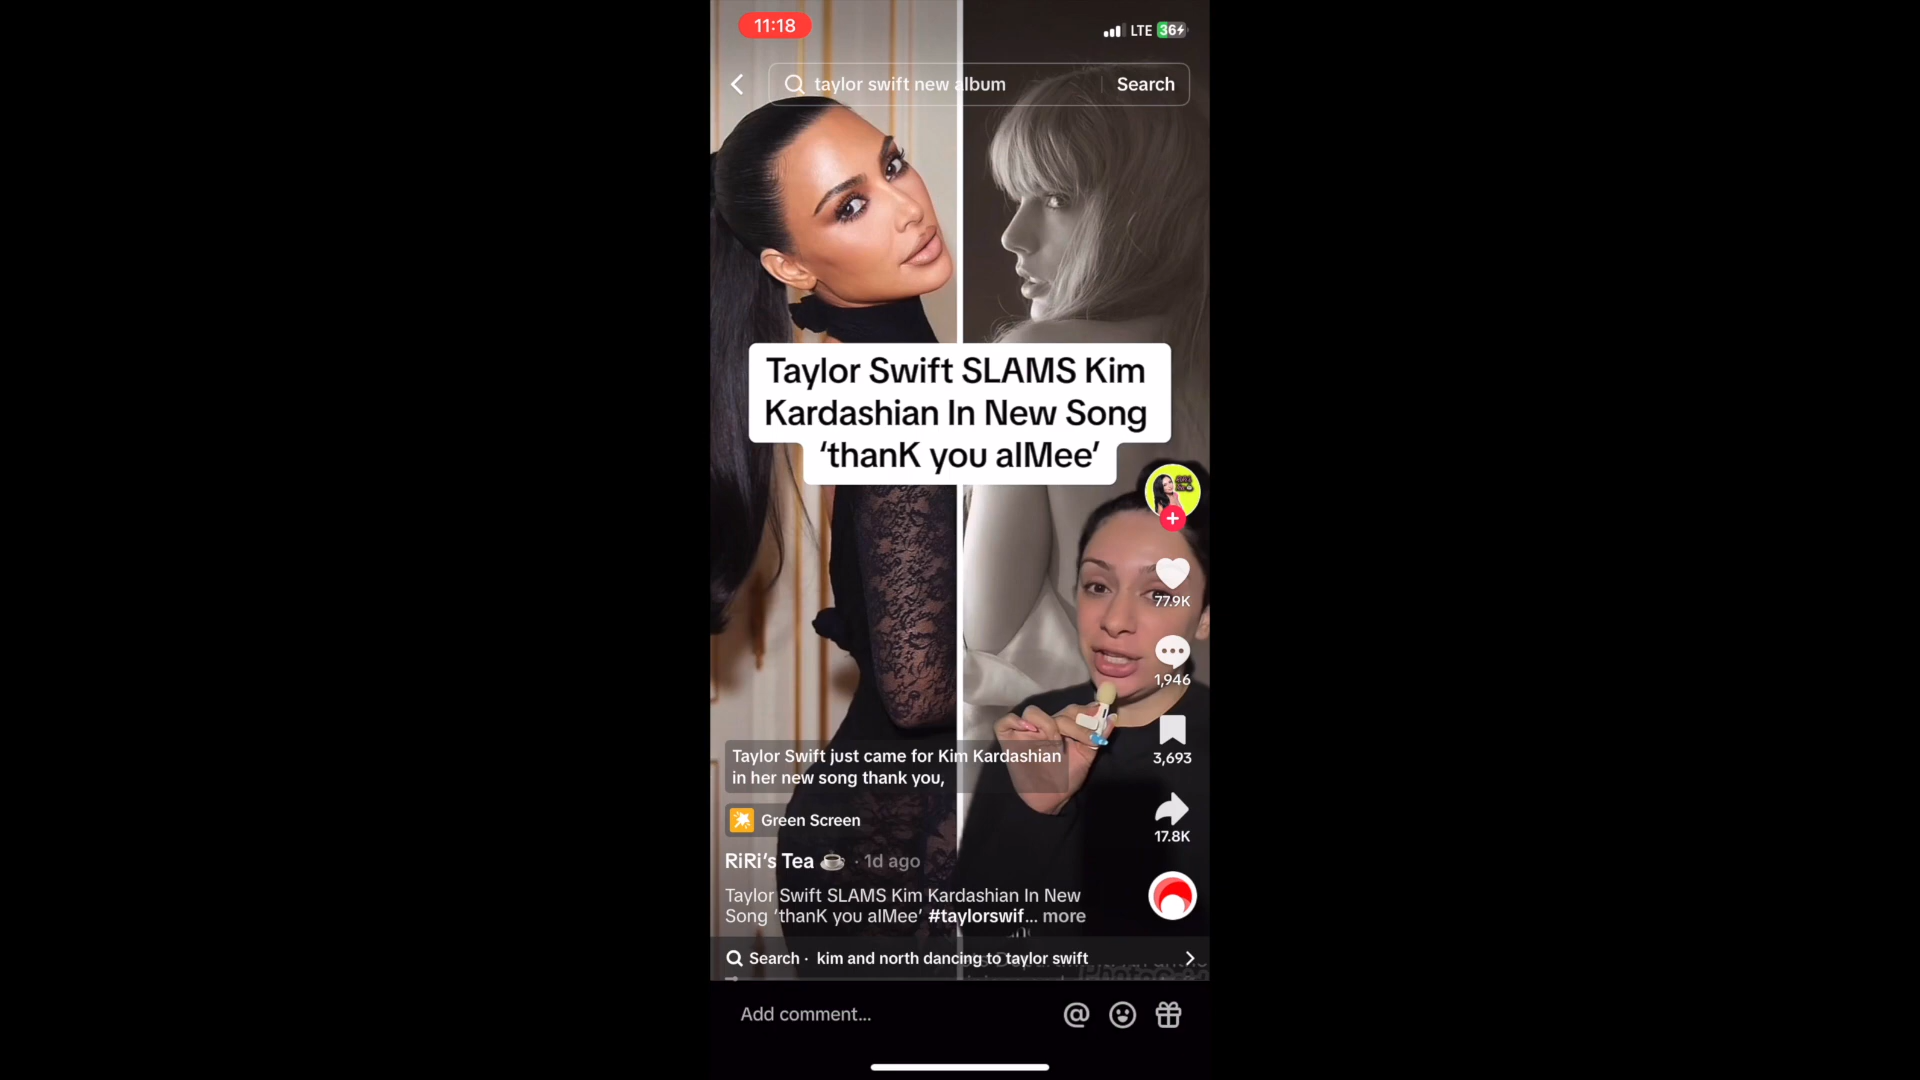 11:18
LTE 36
taylor swift new album
Search
Taylor Swift SLAMS Kim
Kardashian In New Song
‘thanK you aIMee’
77.9K
1,946
3,693
17.8K
Taylor Swift just came for Kim Kardashian
in her new song thank you,
Green Screen
RiRi’s Tea ☕ · 1d ago
Taylor Swift SLAMS Kim Kardashian In New
Song ‘thanK you aIMee’ #taylorswif... more
Search · kim and north dancing to taylor swift
Add comment...